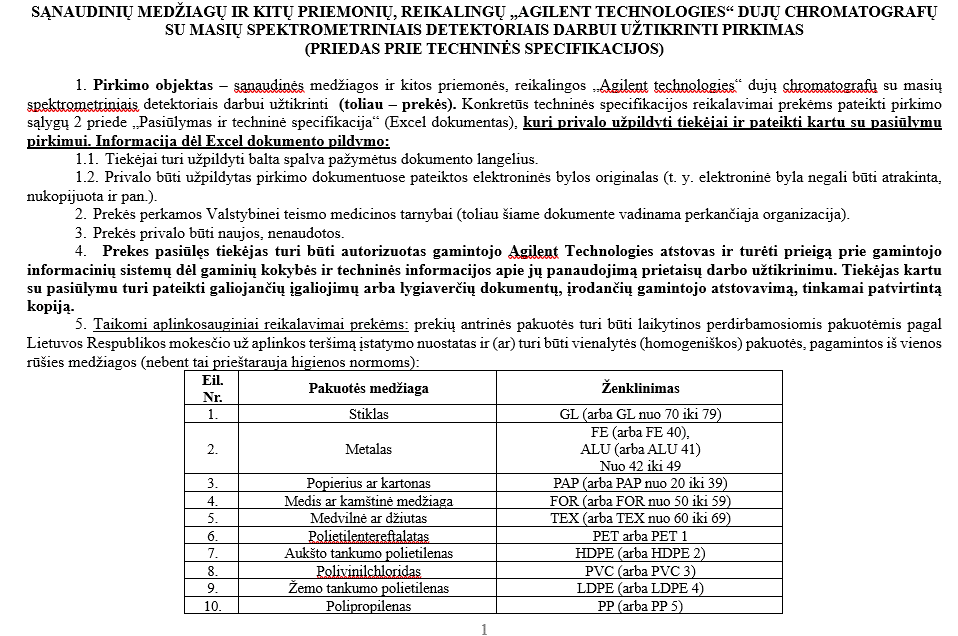 SĄNAUDINIŲ MEDŽIAGŲ IR KITŲ PRIEMONIŲ, REIKALINGŲ „AGILENT TECHNOLOGIES“ DUJŲ CHROMATOGRAFŲ
SU MASIŲ SPEKTROMETRINIAIS DETEKTORIAIS DARBUI UŽTIKRINTI PIRKIMAS
(PRIEDAS PRIE TECHNINĖS SPECIFIKACIJOS)
1. Pirkimo objektas – sąnaudinės medžiagos ir kitos priemonės, reikalingos „Agilent technologies“ dujų chromatografų su masių
spektrometriniais detektoriais darbui užtikrinti (toliau – prekės). Konkretūs techninės specifikacijos reikalavimai prekėms pateikti pirkimo
sąlygų 2 priede „Pasiūlymas ir techninė specifikacija“ (Excel dokumentas), kuri privalo užpildyti tiekėjai ir pateikti kartu su pasiūlymu
pirkimui. Informacija dėl Excel dokumento pildymo:
1.1. Tiekėjai turi užpildyti balta spalva pažymėtus dokumento langelius.
1.2. Privalo būti užpildytas pirkimo dokumentuose pateiktos elektroninės bylos originalas (t. y. elektroninė byla negali būti atrakinta,
nukopijuota ir pan.).
2. Prekės perkamos Valstybinei teismo medicinos tarnybai (toliau šiame dokumente vadinama perkančiąja organizacija).
3. Prekės privalo būti naujos, nenaudotos.
4. Prekes pasiūlęs tiekėjas turi būti autorizuotas gamintojo Agilent Technologies atstovas ir turėti prieigą prie gamintojo
informacinių sistemų dėl gaminių kokybės ir techninės informacijos apie jų panaudojimą prietaisų darbo užtikrinimui. Tiekėjas kartu
su pasiūlymu turi pateikti galiojančių įgaliojimų arba lygiaverčių dokumentų, įrodančių gamintojo atstovavimą, tinkamai patvirtintą
kopiją.
5. Taikomi aplinkosauginiai reikalavimai prekėms: prekių antrinės pakuotės turi būti laikytinos perdirbamosiomis pakuotėmis pagal
Lietuvos Respublikos mokesčio už aplinkos teršimą įstatymo nuostatas ir (ar) turi būti vienalytės (homogeniškos) pakuotės, pagamintos iš vienos
rūšies medžiagos (nebent tai prieštarauja higienos normoms):
Eil.
Nr. Pakuotės medžiaga Ženklinimas
1. Stiklas GL (arba GL nuo 70 iki 79)
FE (arba FE 40),
2. Metalas ALU (arba ALU 41)
Nuo 42 iki 49
3. Popierius ar kartonas PAP (arba PAP nuo 20 iki 39)
4. Medis ar kamštinė medžiaga FOR (arba FOR nuo 50 iki 59)
5. Medvilnė ar džiutas TEX (arba TEX nuo 60 iki 69)
6. Polietilentereftalatas PET arba PET 1
7. Aukšto tankumo polietilenas HDPE (arba HDPE 2)
8. Polivinilchloridas PVC (arba PVC 3)
9. Žemo tankumo polietilenas LDPE (arba LDPE 4)
10. Polipropilenas PP (arba PP 5)
1